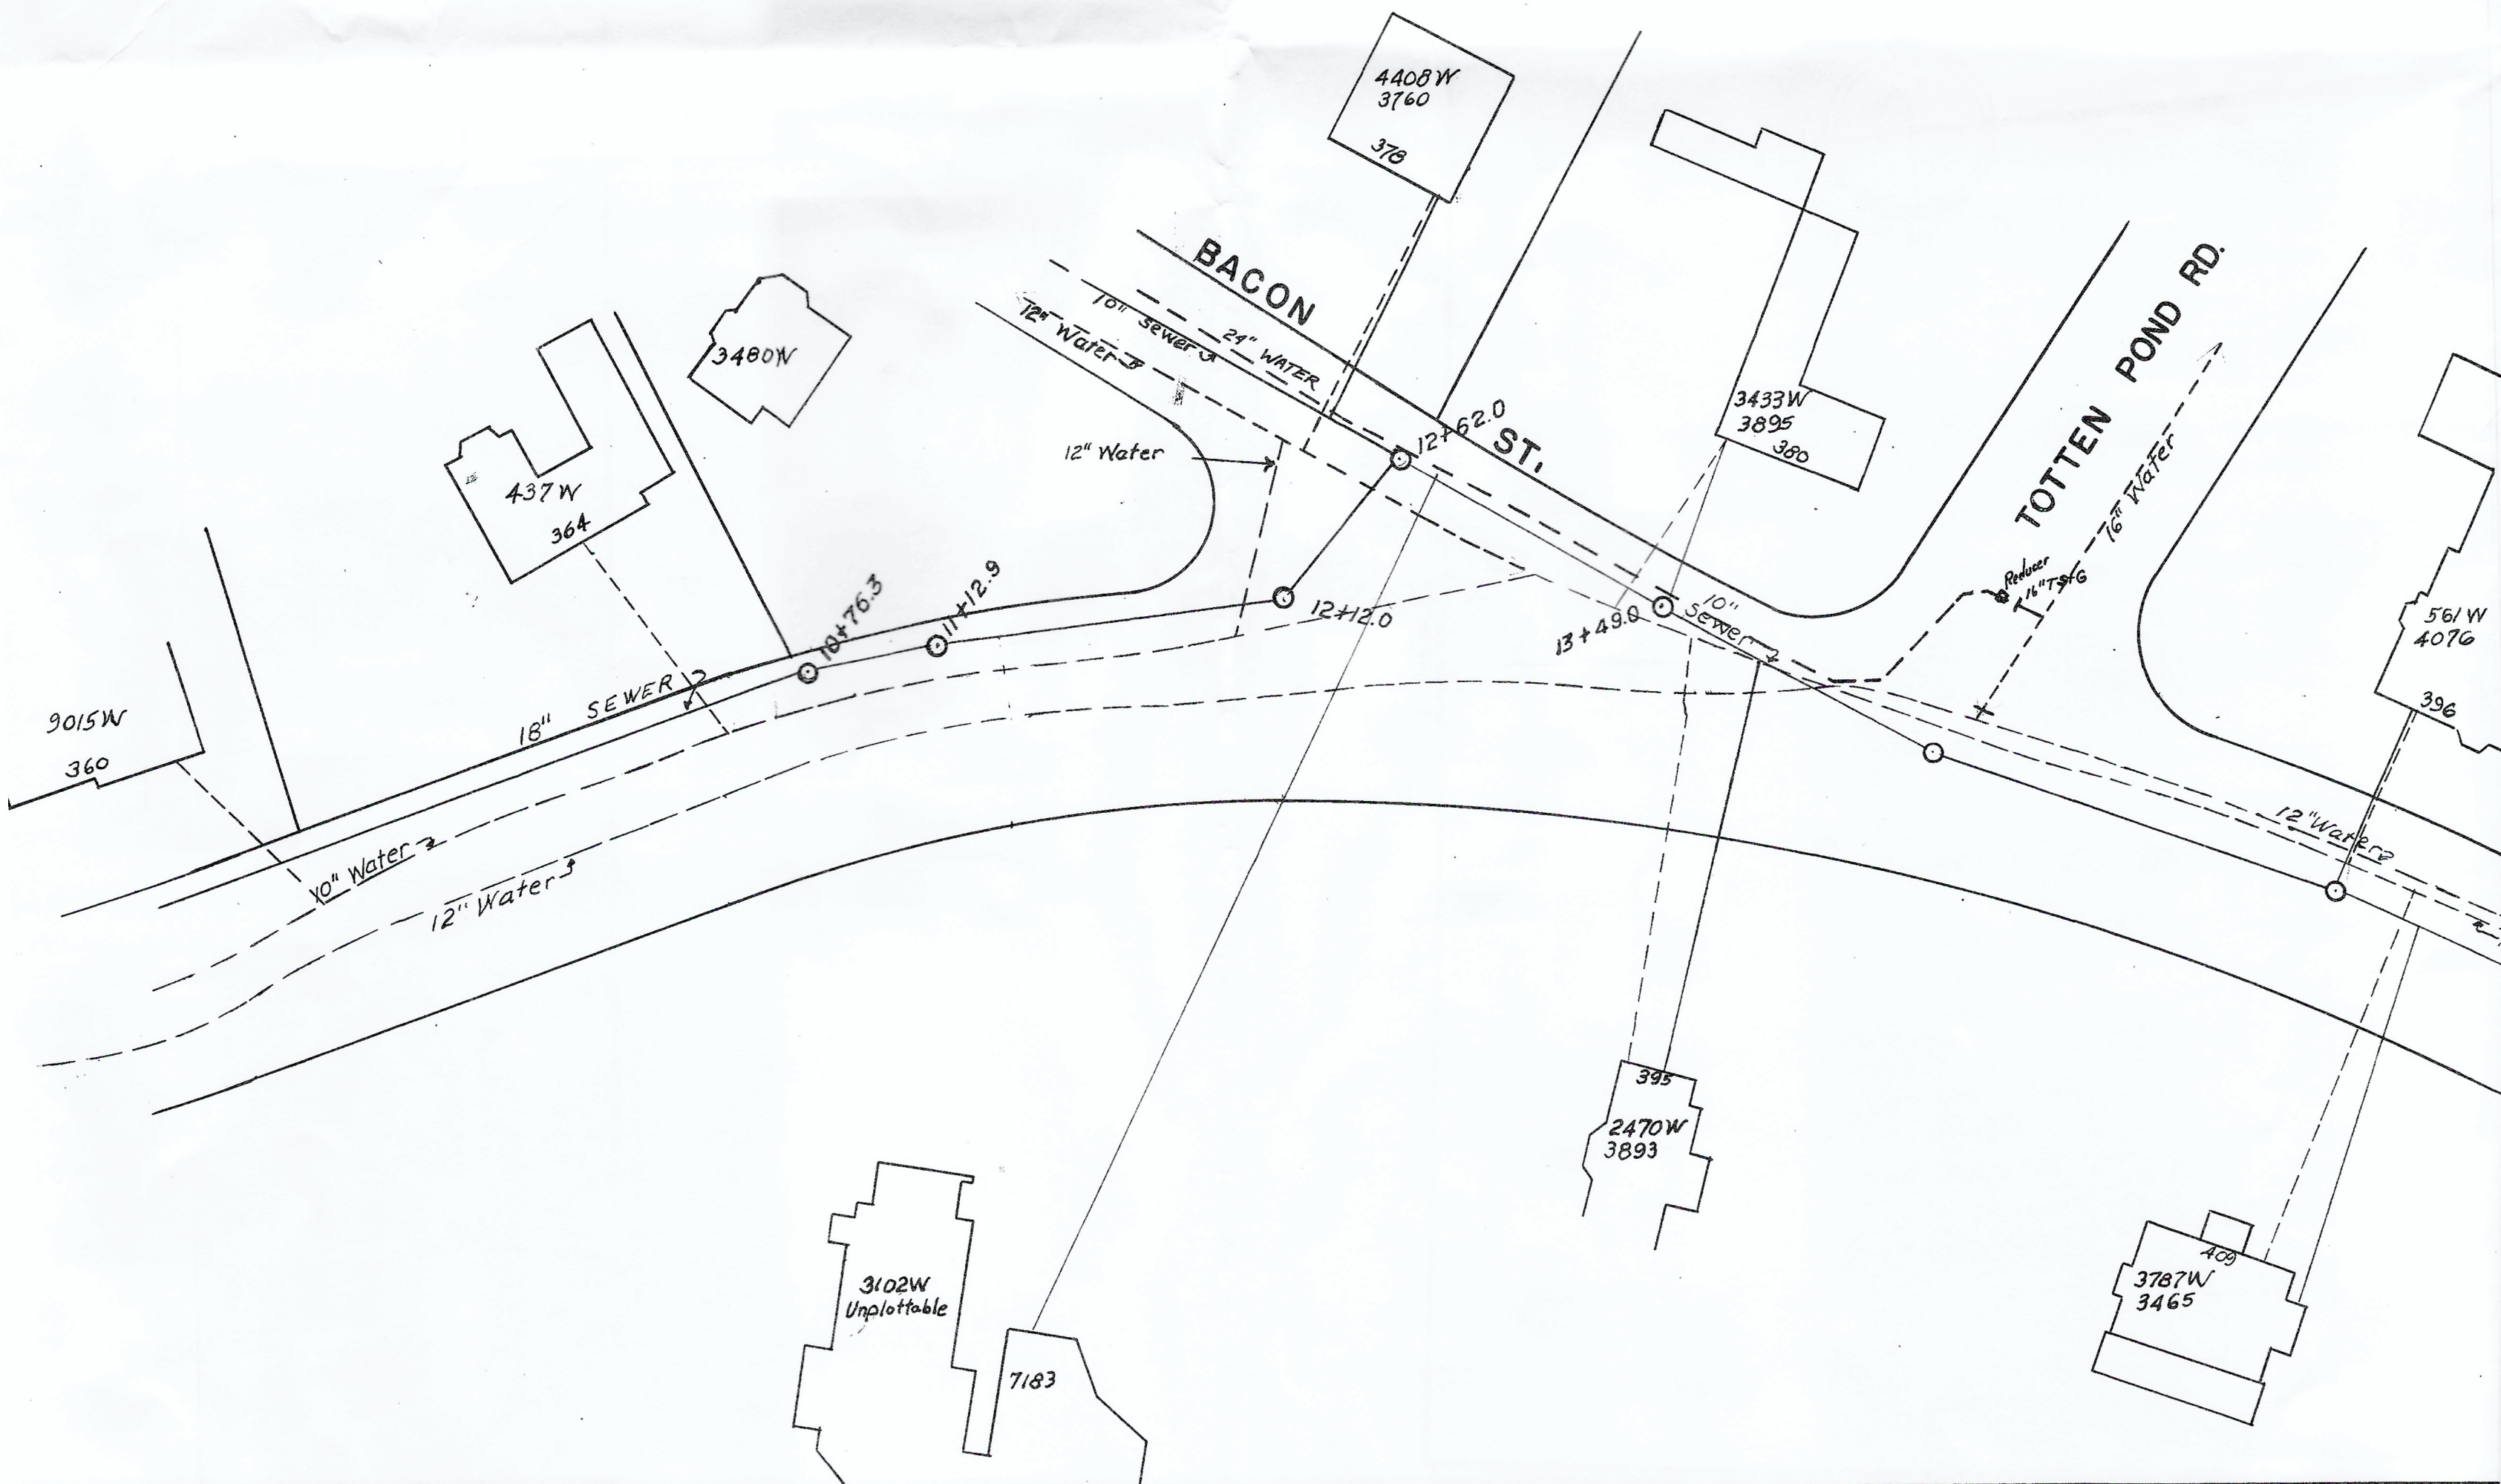 4408W
3760
378
BACON ST.
TOTTEN POND RD.
12" Water
10" sewer
24" WATER
12+62.0
3433W
3895
380
3480W
437W
364
12" Water
16" Water
Reducer
10+76.3
11+12.9
12+12.0
13+49.0
10"
Sewer
561W
4076
396
18" SEWER
9015W
360
10" Water
12" Water
12" Water
395
2470W
3893
3102W
Unplottable
7183
409
3787W
3465